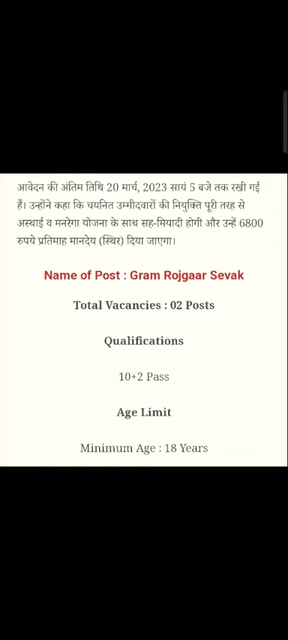 आवेदन की अंतिम तिथि 20 मार्च, 2023 सायं 5 बजे तक रखी गई
हैं। उन्होंने कहा कि चयनित उम्मीदवारों की नियुक्ति पूरी तरह से
अस्थाई व मनरेगा योजना के साथ सह-मियादी होगी और उन्हें 6800
रुपये प्रतिमाह मानदेय (स्थिर) दिया जाएगा।
Name of Post : Gram Rojgaar Sevak
Total Vacancies : 02 Posts
Qualifications
10+2 Pass
Age Limit
Minimum Age : 18 Years